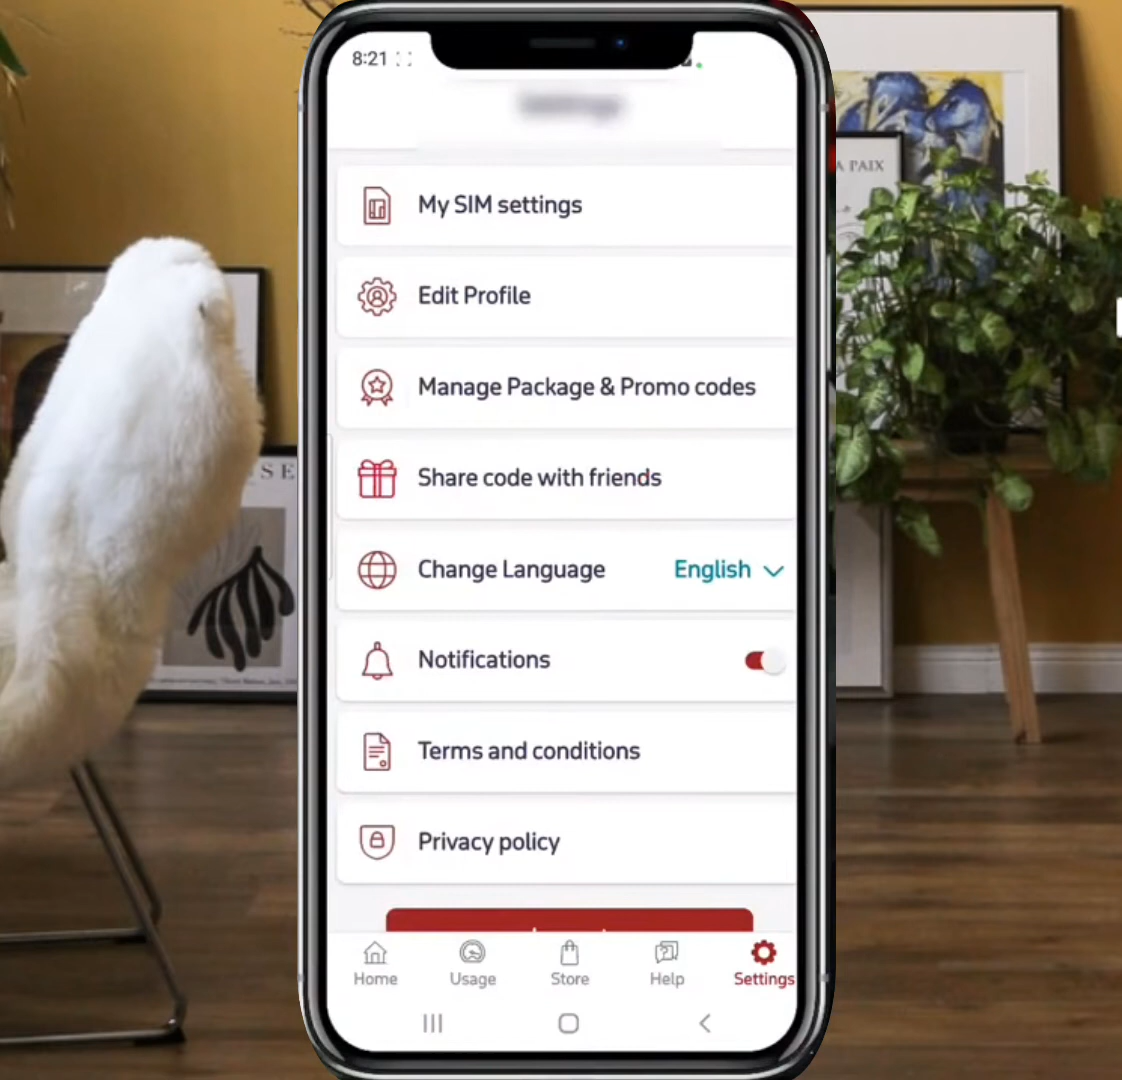 8:21
My SIM settings
Edit Profile
Manage Package & Promo codes
Share code with friends
Change Language English
Notifications
Terms and conditions
Privacy policy
Home Usage Store Help Settings
A PAIX
S E